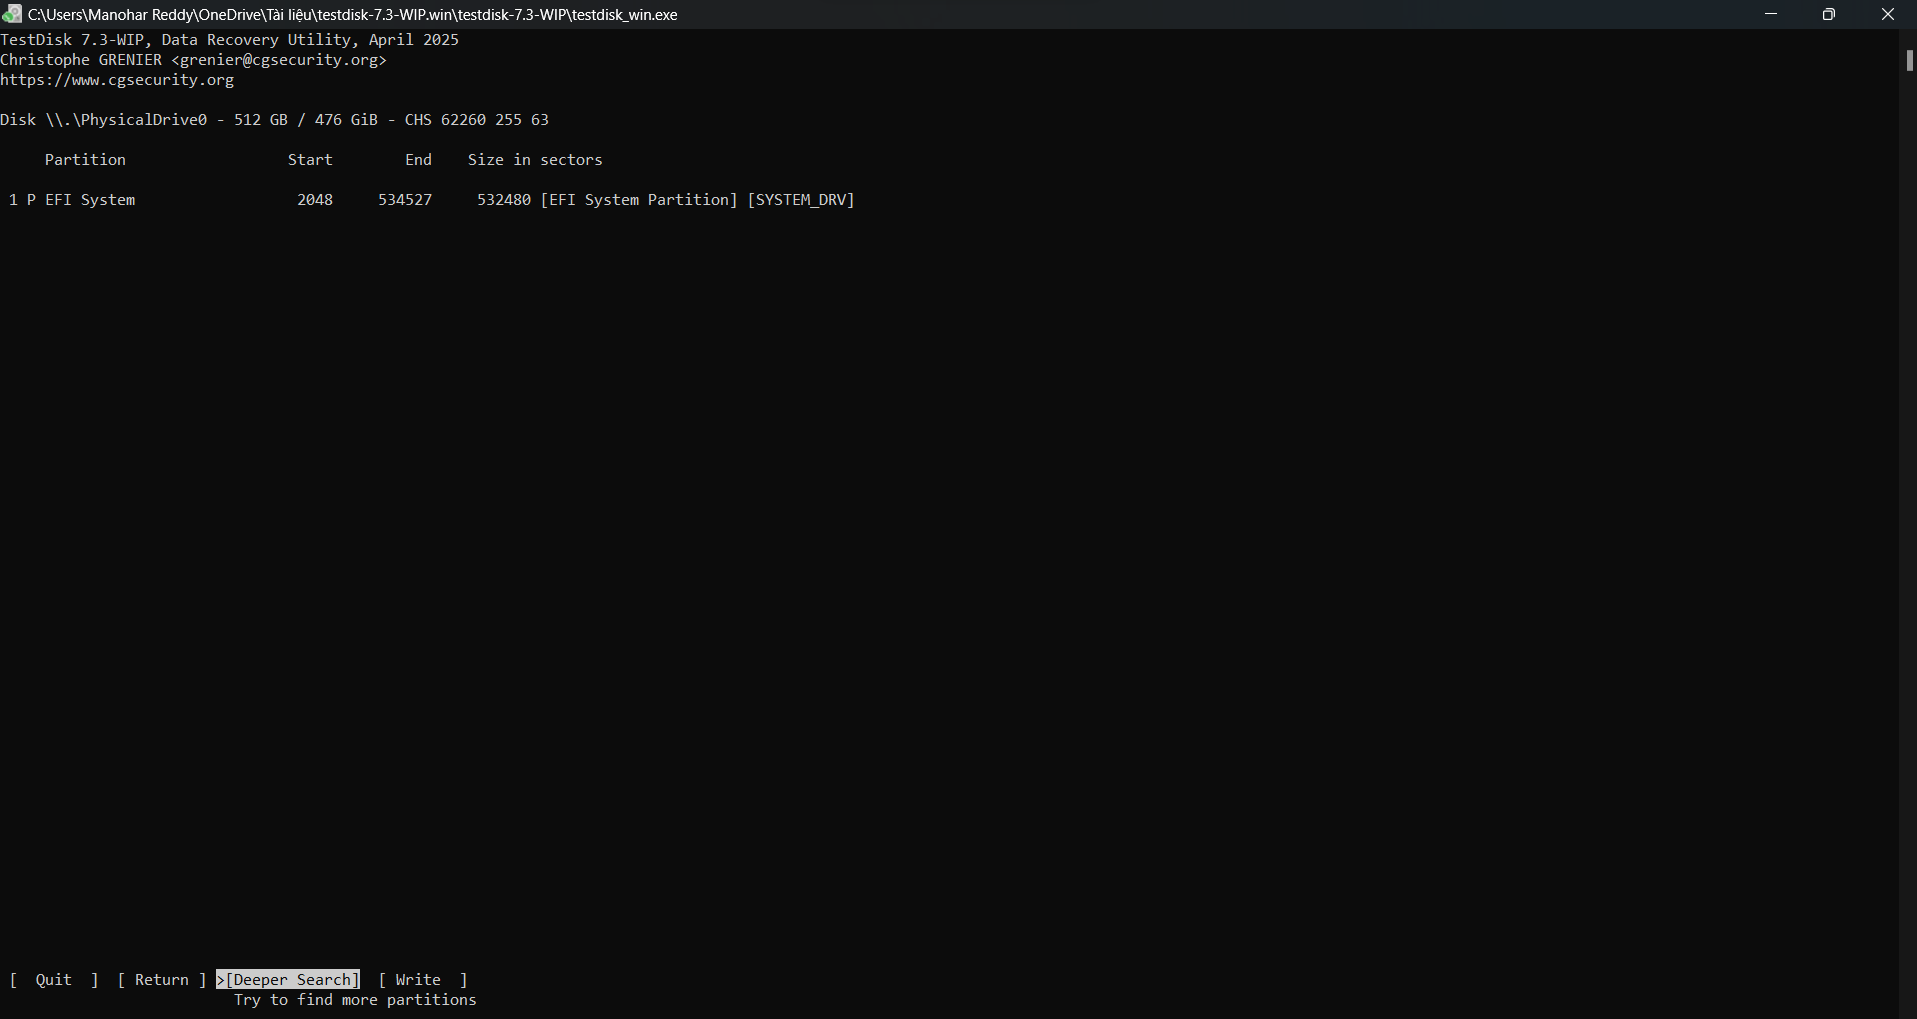 C:\Users\Manohar Reddy\OneDrive\Tài liệu\testdisk-7.3-WIP.win\testdisk-7.3-WIP\testdisk_win.exe
TestDisk 7.3-WIP, Data Recovery Utility, April 2025
Christophe GRENIER <grenier@cgsecurity.org>
https://www.cgsecurity.org
Disk \\.\PhysicalDrive0 - 512 GB / 476 GiB - CHS 62260 255 63
Partition Start End Size in sectors
1 P EFI System 2048 534527 532480 [EFI System Partition] [SYSTEM_DRV]
[ Quit ] [ Return ] >[Deeper Search] [ Write ]
Try to find more partitions